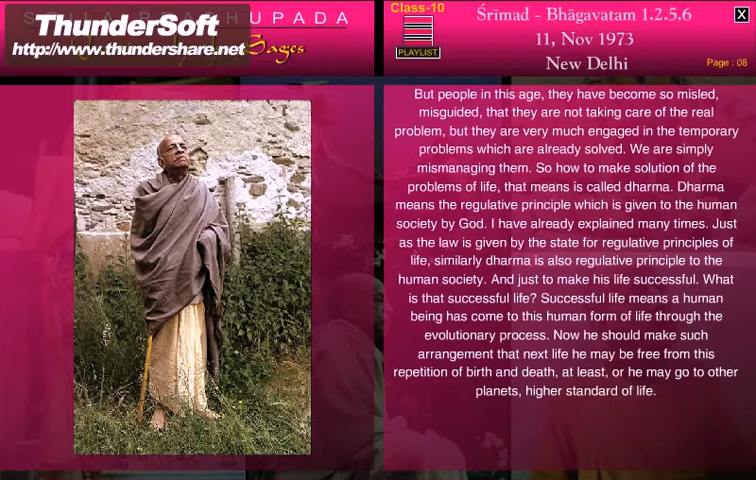 SRILA PRABHUPADA
ThunderSoft
http://www.thundershare.net
Sages
Class-10
PLAYLIST
Śrīmad - Bhāgavatam 1.2.5.6
11, Nov 1973
New Delhi
X
Page : 08
But people in this age, they have become so misled,
misguided, that they are not taking care of the real
problem, but they are very much engaged in the temporary
problems which are already solved. We are simply
mismanaging them. So how to make solution of the
problems of life, that means is called dharma. Dharma
means the regulative principle which is given to the human
society by God. I have already explained many times. Just
as the law is given by the state for regulative principles of
life, similarly dharma is also regulative principle to the
human society. And just to make his life successful. What
is that successful life? Successful life means a human
being has come to this human form of life through the
evolutionary process. Now he should make such
arrangement that next life he may be free from this
repetition of birth and death, at least, or he may go to other
planets, higher standard of life.